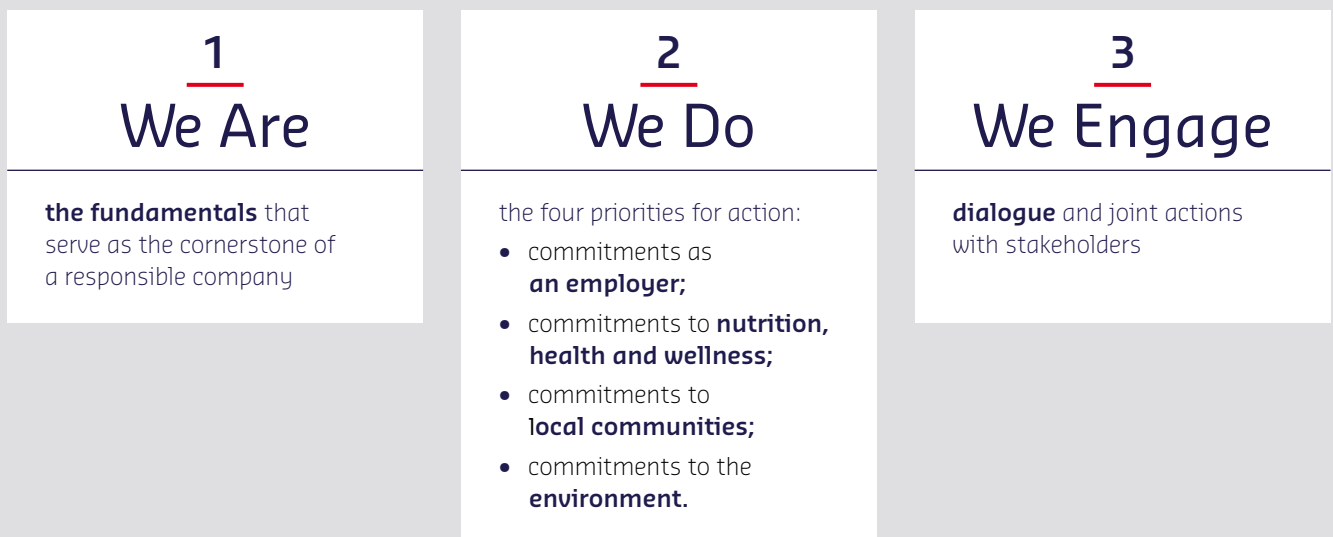 1
We Are
the fundamentals that
serve as the cornerstone of
a responsible company
2
We Do
the four priorities for action:
• commitments as
an employer;
• commitments to nutrition,
health and wellness;
• commitments to
local communities;
• commitments to the
environment.
3
We Engage
dialogue and joint actions
with stakeholders